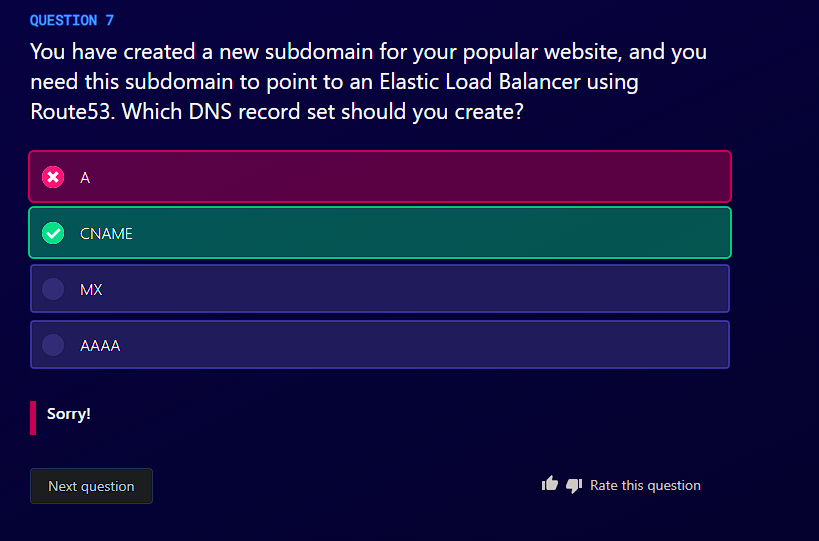 QUESTION 7
You have created a new subdomain for your popular website, and you
need this subdomain to point to an Elastic Load Balancer using
Route53. Which DNS record set should you create?
A
CNAME
MX
AAAA
Sorry!
Next question
Rate this question